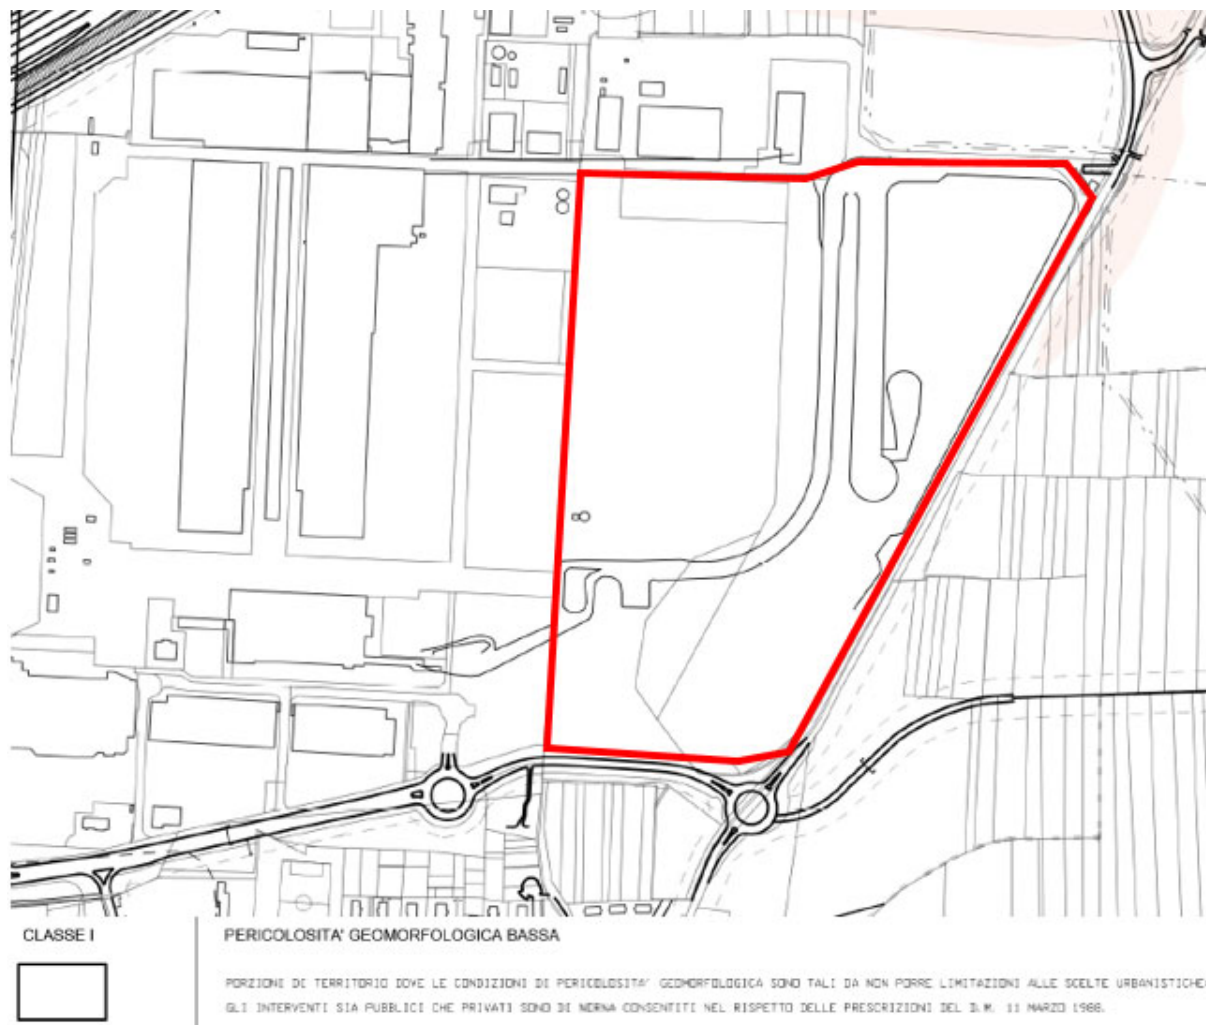 CLASSE I
PERICOLOSITA' GEOMORFOLOGICA BASSA
PORZIONI DI TERRITORIO DOVE LE CONDIZIONI DI PERICOLOSITA' GEOMORFOLOGICA SONO TALI DA NON PORRE LIMITAZIONI ALLE SCELTE URBANISTICHE
GLI INTERVENTI SIA PUBBLICI CHE PRIVATI SONO DI NORMA CONSENTITI NEL RISPETTO DELLE PRESCRIZIONI DEL D.M. 11 MARZO 1988.